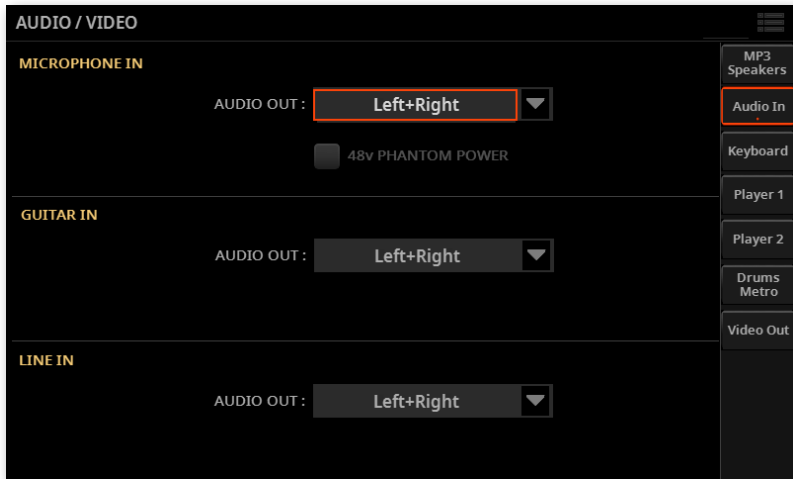 AUDIO / VIDEO
MICROPHONE IN
AUDIO OUT : Left+Right
48v PHANTOM POWER
GUITAR IN
AUDIO OUT : Left+Right
LINE IN
AUDIO OUT : Left+Right
MP3
Speakers
Audio In
Keyboard
Player 1
Player 2
Drums
Metro
Video Out